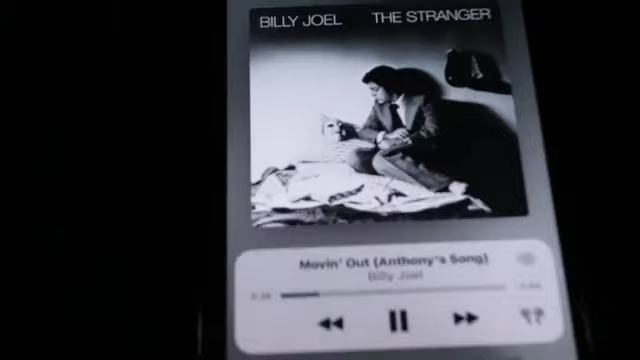 BILLY JOEL THE STRANGER
Movin' Out (Anthony's Song)
Billy Joel